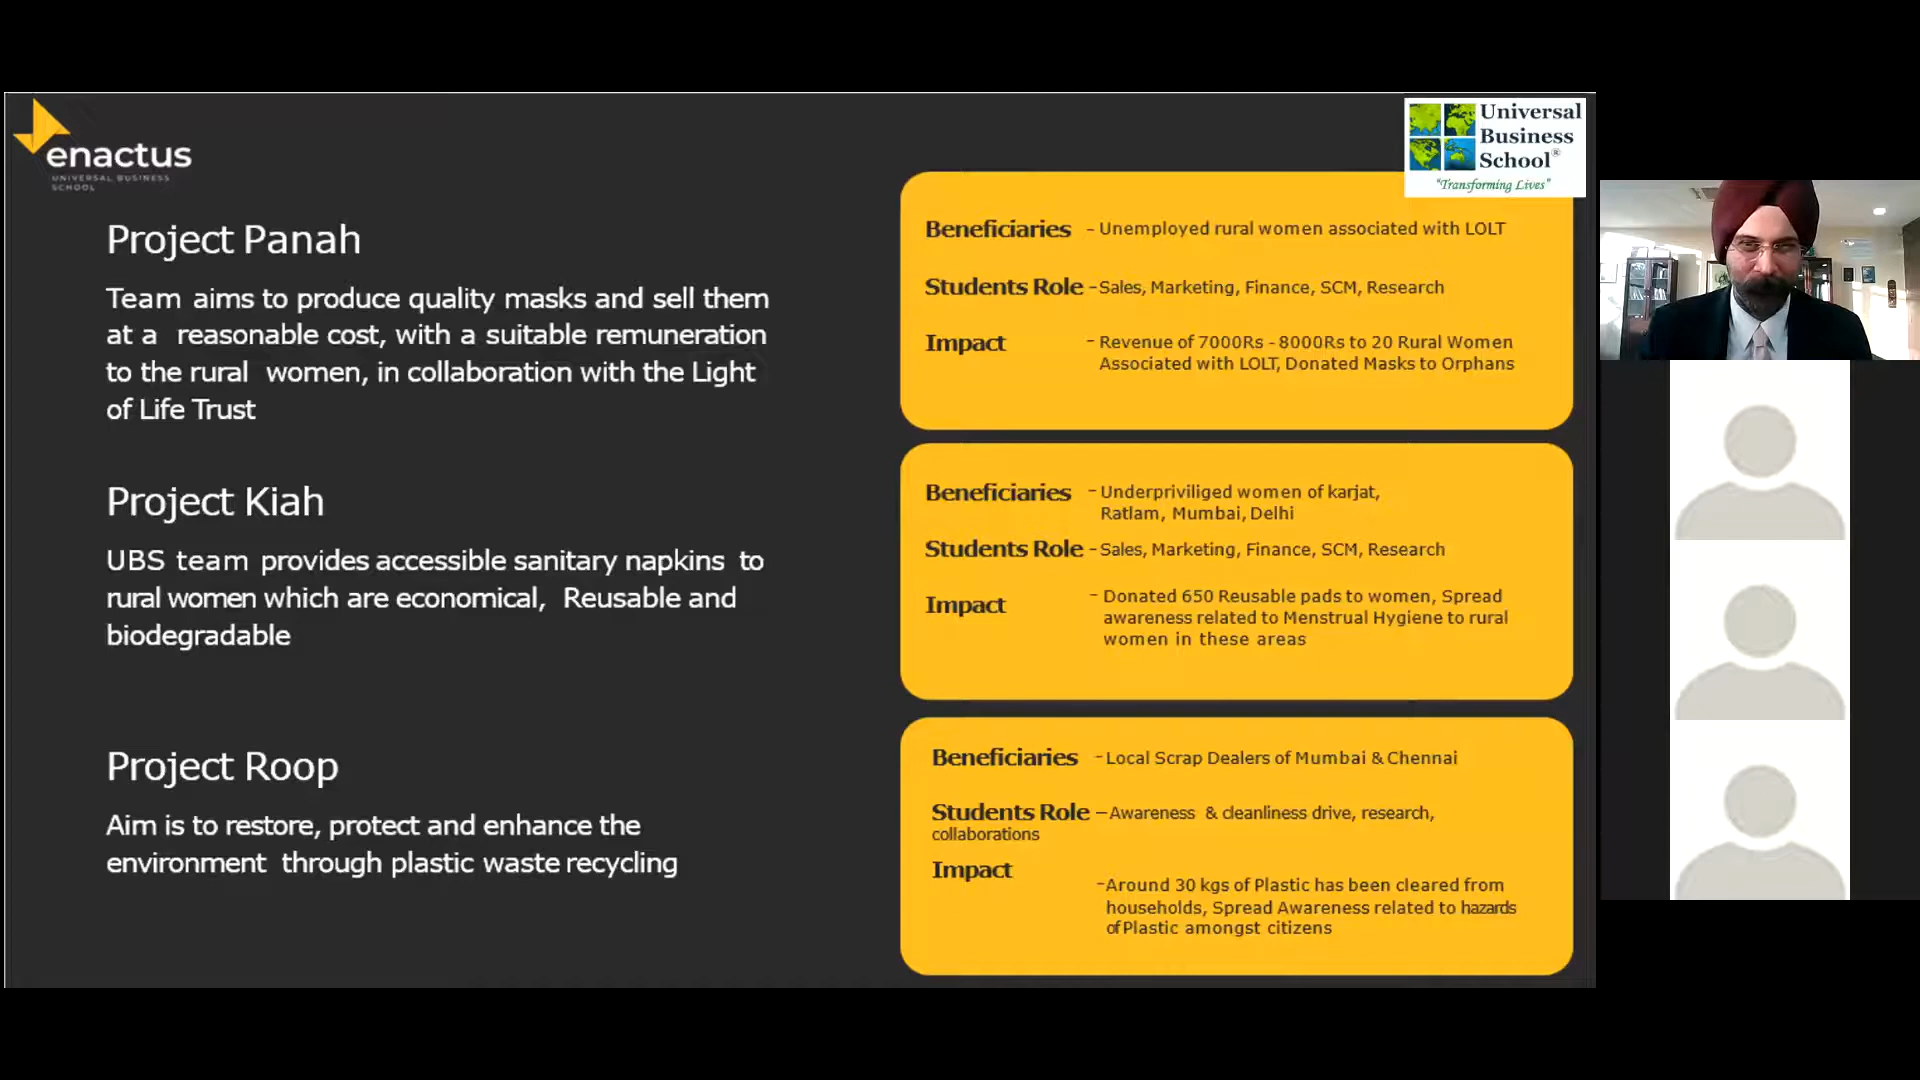 enactus
UNIVERSAL BUSINESS
SCHOOL
Universal
Business
School®
"Transforming Lives"
Project Panah
Team aims to produce quality masks and sell them
at a reasonable cost, with a suitable remuneration
to the rural women, in collaboration with the Light
of Life Trust
Beneficiaries - Unemployed rural women associated with LOLT
Students Role - Sales, Marketing, Finance, SCM, Research
Impact - Revenue of 7000Rs - 8000Rs to 20 Rural Women
Associated with LOLT, Donated Masks to Orphans
Project Kiah
UBS team provides accessible sanitary napkins to
rural women which are economical, Reusable and
biodegradable
Beneficiaries - Underpriviliged women of karjat,
Ratlam, Mumbai, Delhi
Students Role - Sales, Marketing, Finance, SCM, Research
Impact - Donated 650 Reusable pads to women, Spread
awareness related to Menstrual Hygiene to rural
women in these areas
Project Roop
Aim is to restore, protect and enhance the
environment through plastic waste recycling
Beneficiaries - Local Scrap Dealers of Mumbai & Chennai
Students Role – Awareness & cleanliness drive, research,
collaborations
Impact
- Around 30 kgs of Plastic has been cleared from
households, Spread Awareness related to hazards
of Plastic amongst citizens